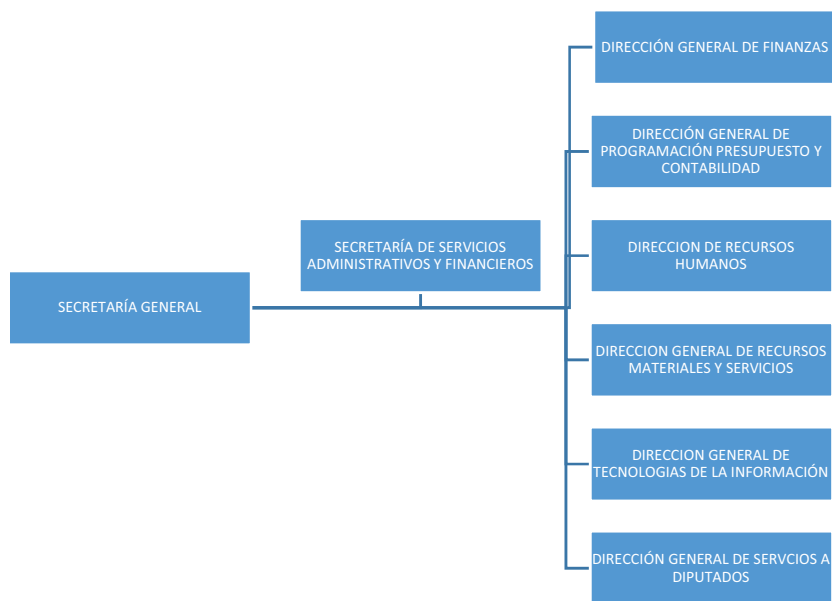 SECRETARÍA GENERAL
SECRETARÍA DE SERVICIOS
ADMINISTRATIVOS Y FINANCIEROS
DIRECCIÓN GENERAL DE FINANZAS
DIRECCIÓN GENERAL DE
PROGRAMACIÓN PRESUPUESTO Y
CONTABILIDAD
DIRECCION DE RECURSOS
HUMANOS
DIRECCION GENERAL DE RECURSOS
MATERIALES Y SERVICIOS
DIRECCION GENERAL DE
TECNOLOGIAS DE LA INFORMACIÓN
DIRECCIÓN GENERAL DE SERVCIOS A
DIPUTADOS